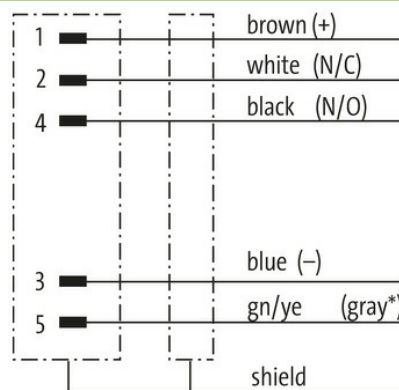 1 brown (+)
2 white (N/C)
4 black (N/O)
3 blue (–)
5 gn/ye (gray*)
shield